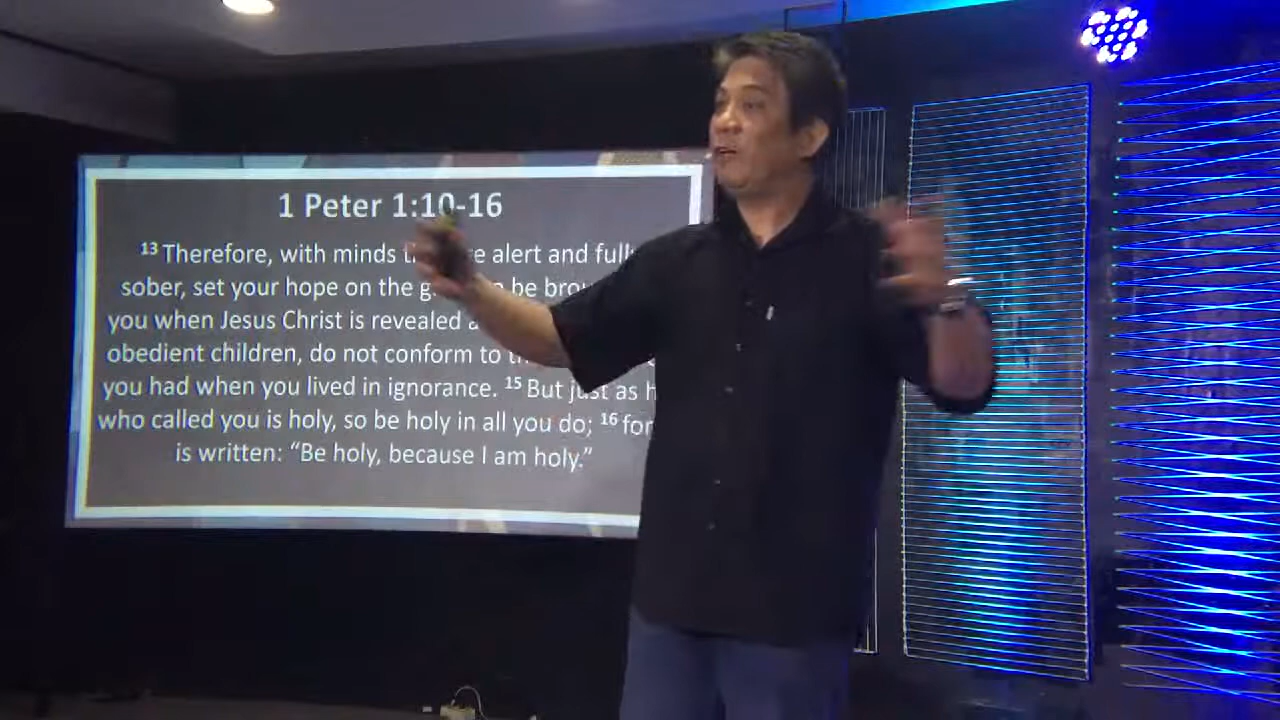 1 Peter 1:10-16
13 Therefore, with minds alert and fully
sober, set your hope on the be
you when Jesus Christ is revealed
obedient children, do not conform to
you had when you lived in ignorance. 15 But just as
who called you is holy, so be holy in all you do; 16 for
is written: “Be holy, because I am holy.”